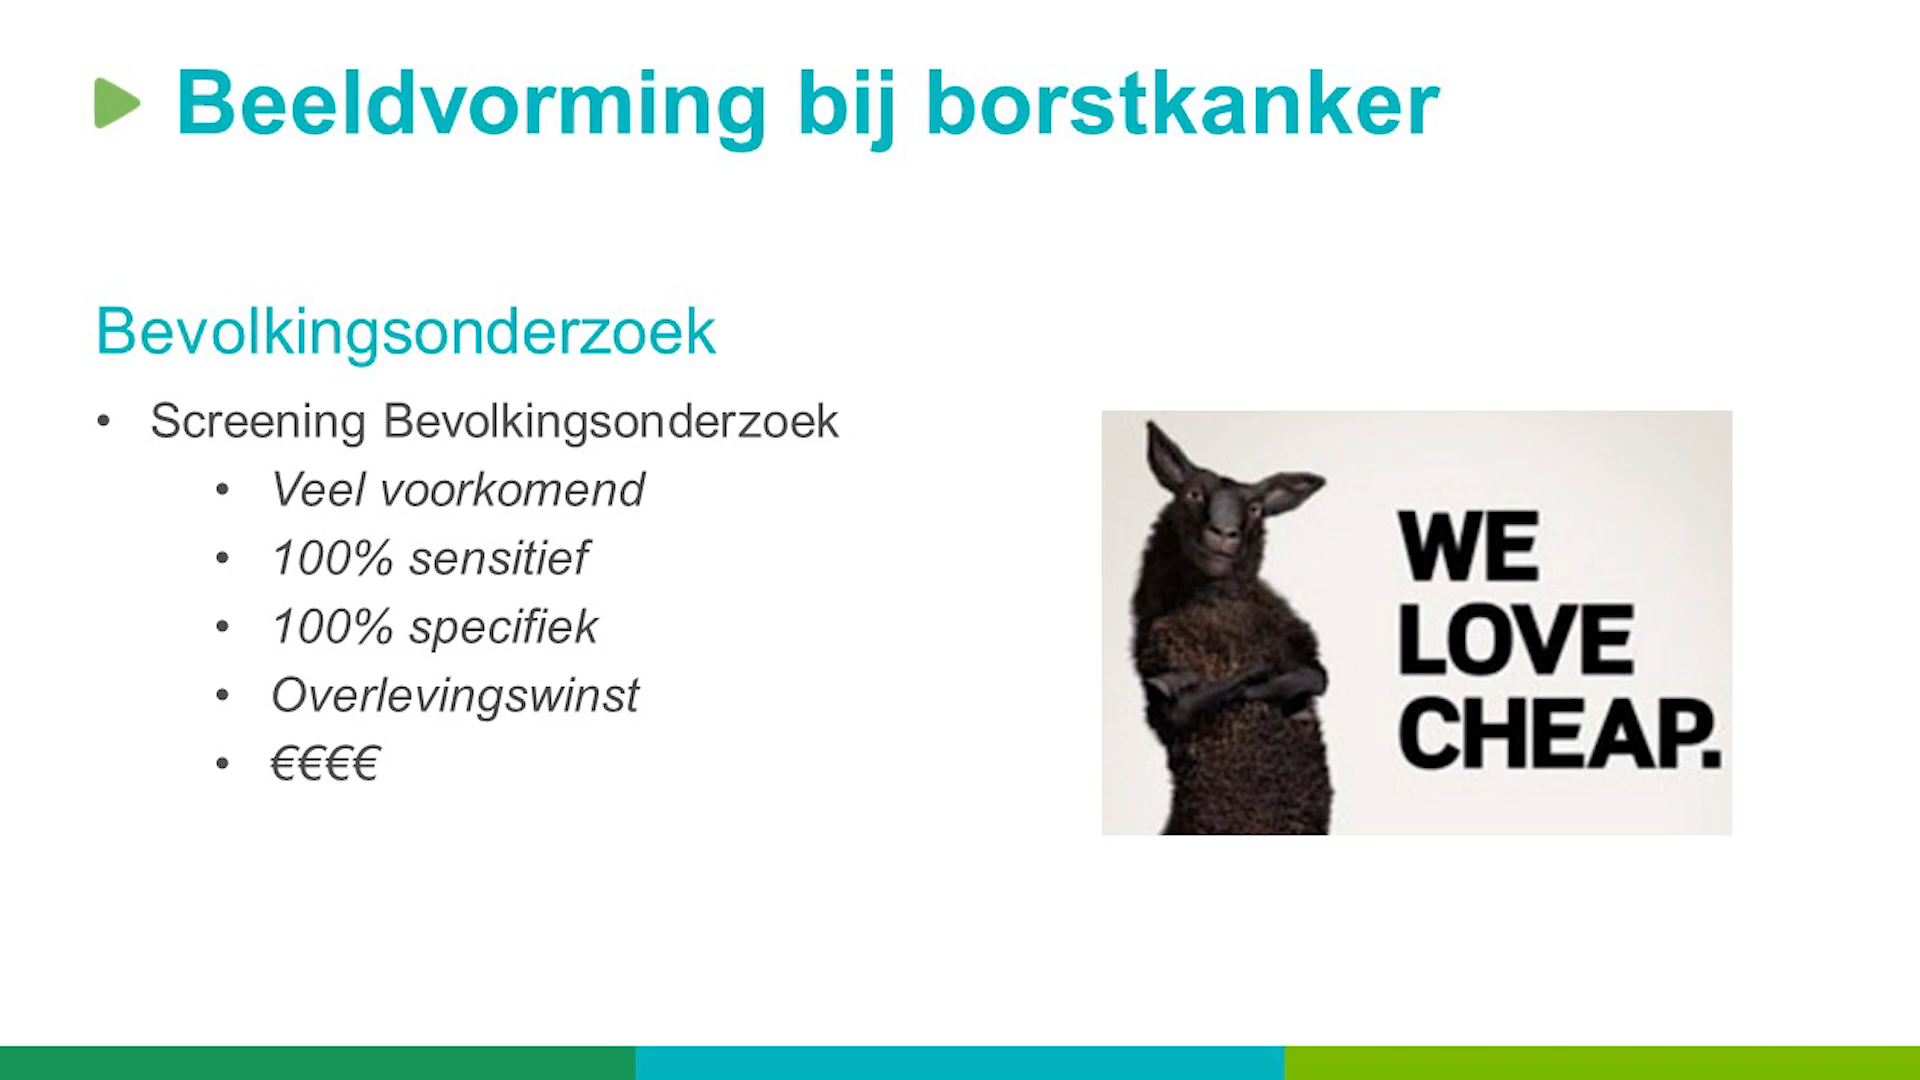 Beeldvorming bij borstkanker
Bevolkingsonderzoek
• Screening Bevolkingsonderzoek
• Veel voorkomend
• 100% sensitief
• 100% specifiek
• Overlevingswinst
• €€€€
WE
LOVE
CHEAP.